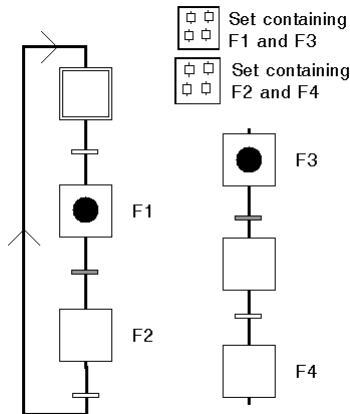 Set containing
F1 and F3
Set containing
F2 and F4
F3
F1
F2
F4